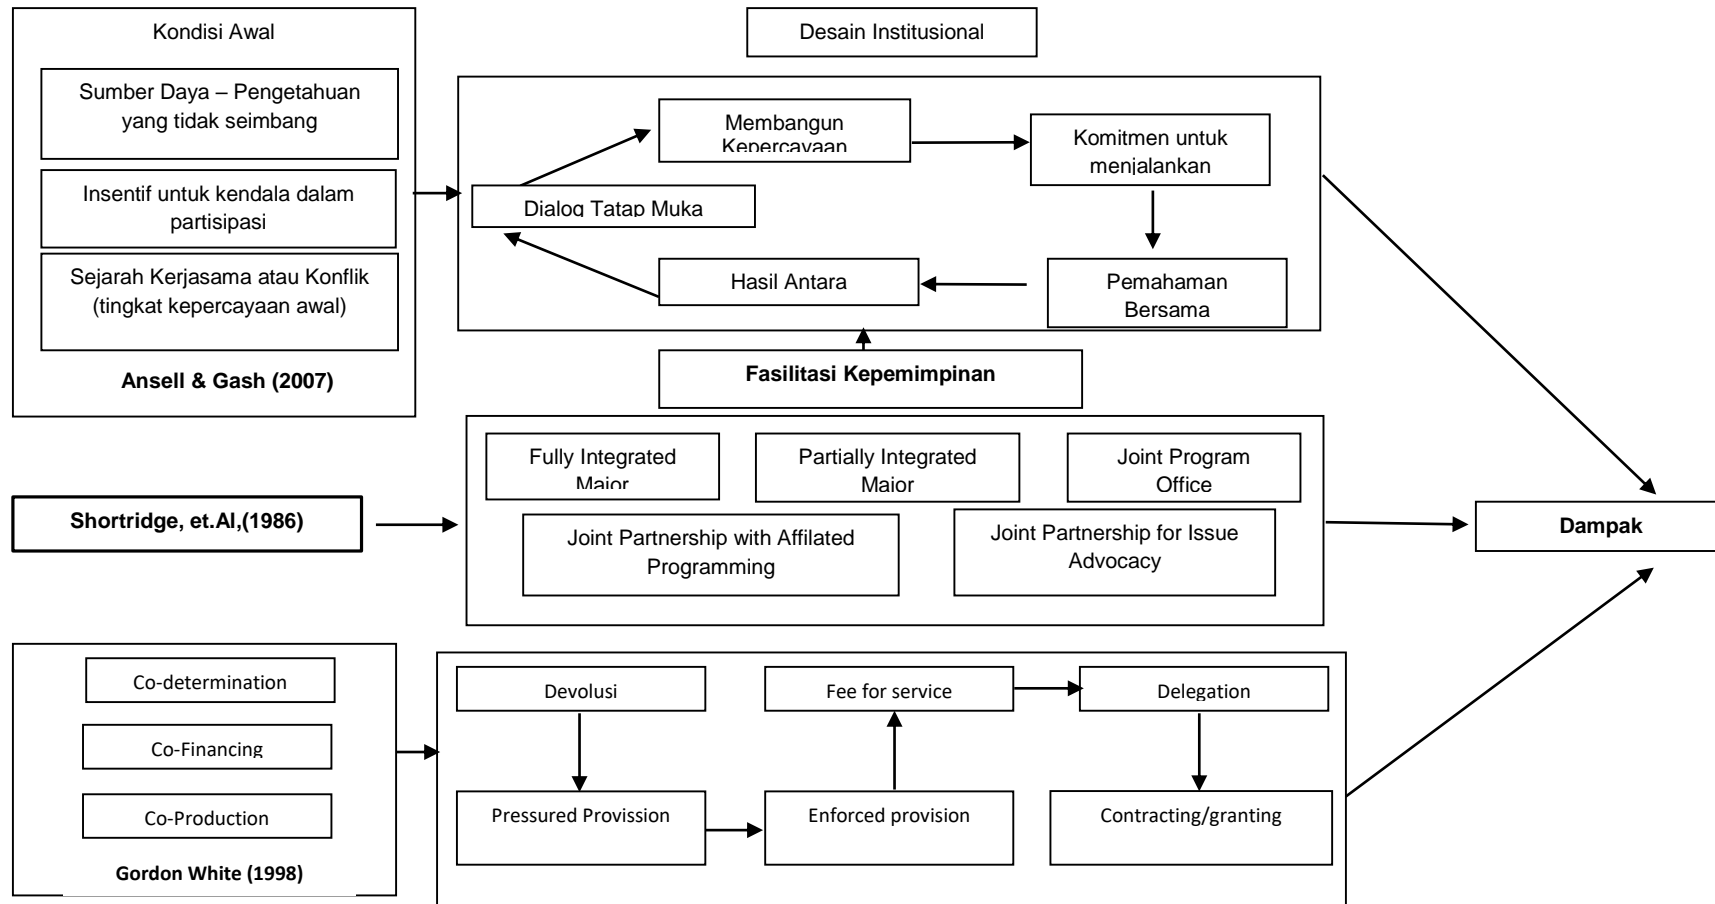 Kondisi Awal
Sumber Daya – Pengetahuan
yang tidak seimbang
Insentif untuk kendala dalam
partisipasi
Sejarah Kerjasama atau Konflik
(tingkat kepercayaan awal)
Ansell & Gash (2007)
Desain Institusional
Membangun
Kepercayaan
Komitmen untuk
menjalankan
Dialog Tatap Muka
Hasil Antara
Pemahaman
Bersama
Fasilitasi Kepemimpinan
Shortridge, et.Al,(1986)
Fully Integrated
Major
Partially Integrated
Major
Joint Program
Office
Joint Partnership with Affilated
Programming
Joint Partnership for Issue
Advocacy
Dampak
Co-determination
Co-Financing
Co-Production
Gordon White (1998)
Devolusi
Fee for service
Delegation
Pressured Provission
Enforced provision
Contracting/granting